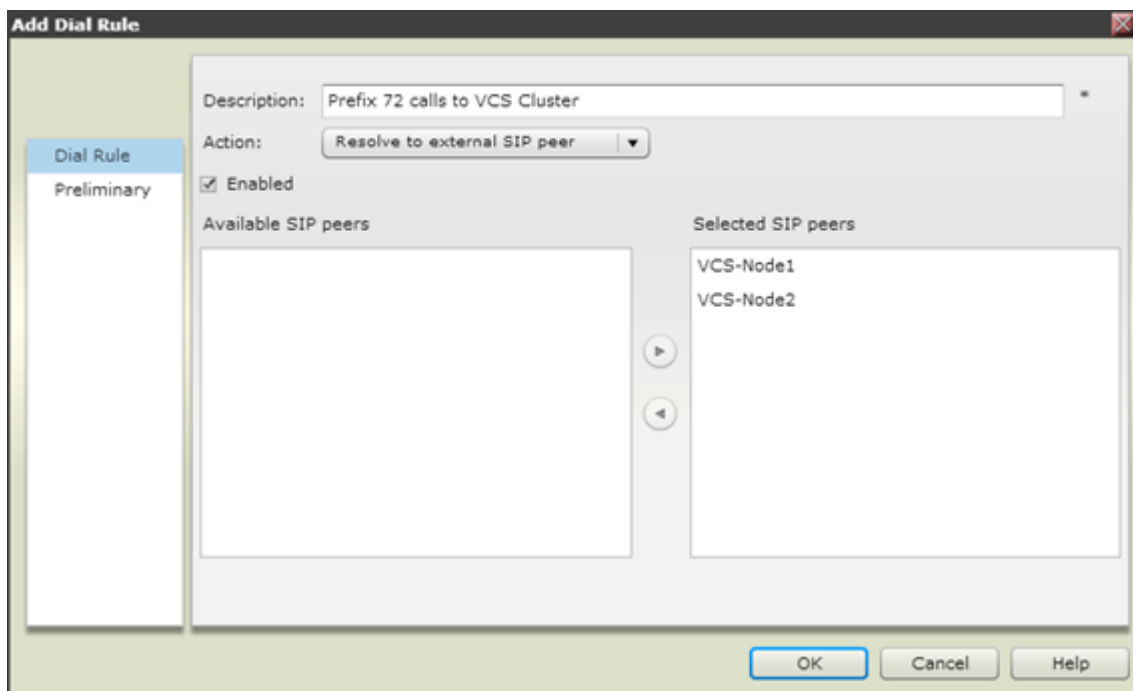 Add Dial Rule
Dial Rule
Preliminary
Description: Prefix 72 calls to VCS Cluster *
Action: Resolve to external SIP peer
Enabled
Available SIP peers
Selected SIP peers
VCS-Node1
VCS-Node2
OK Cancel Help